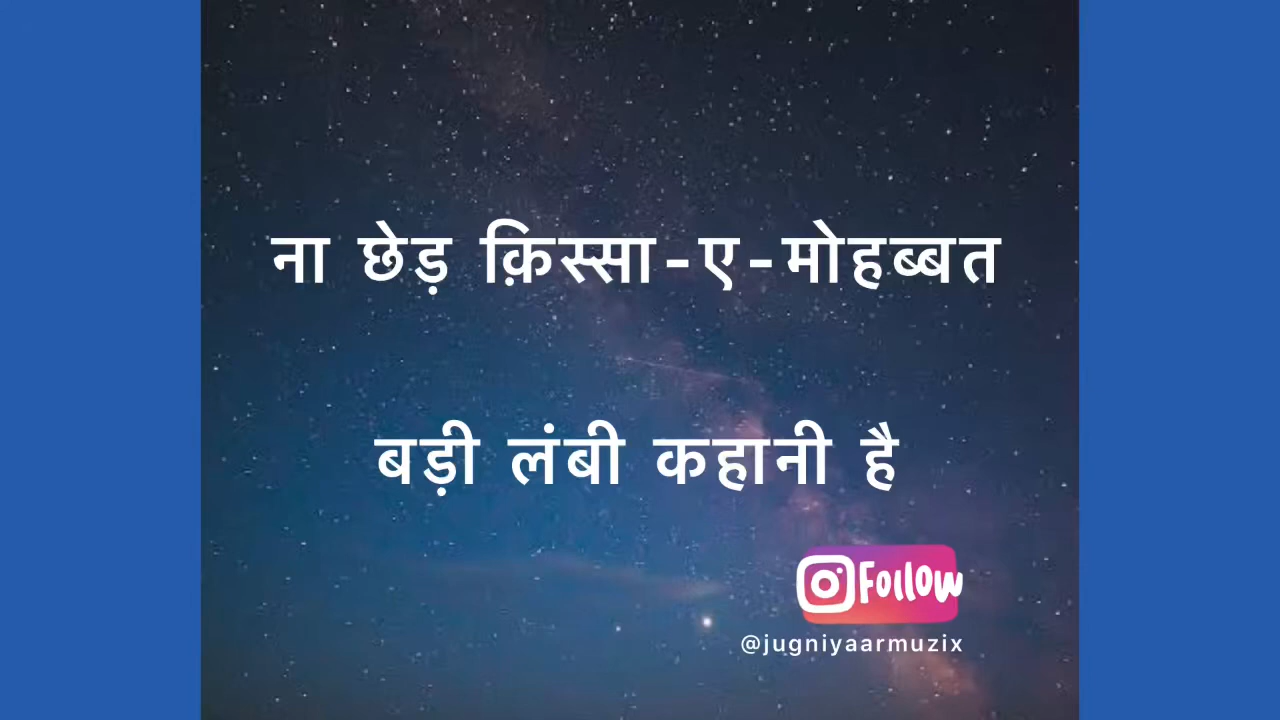 ना छेड़ क़िस्सा-ए-मोहब्बत
बड़ी लंबी कहानी है
Follow
@jugniyaarmuzix